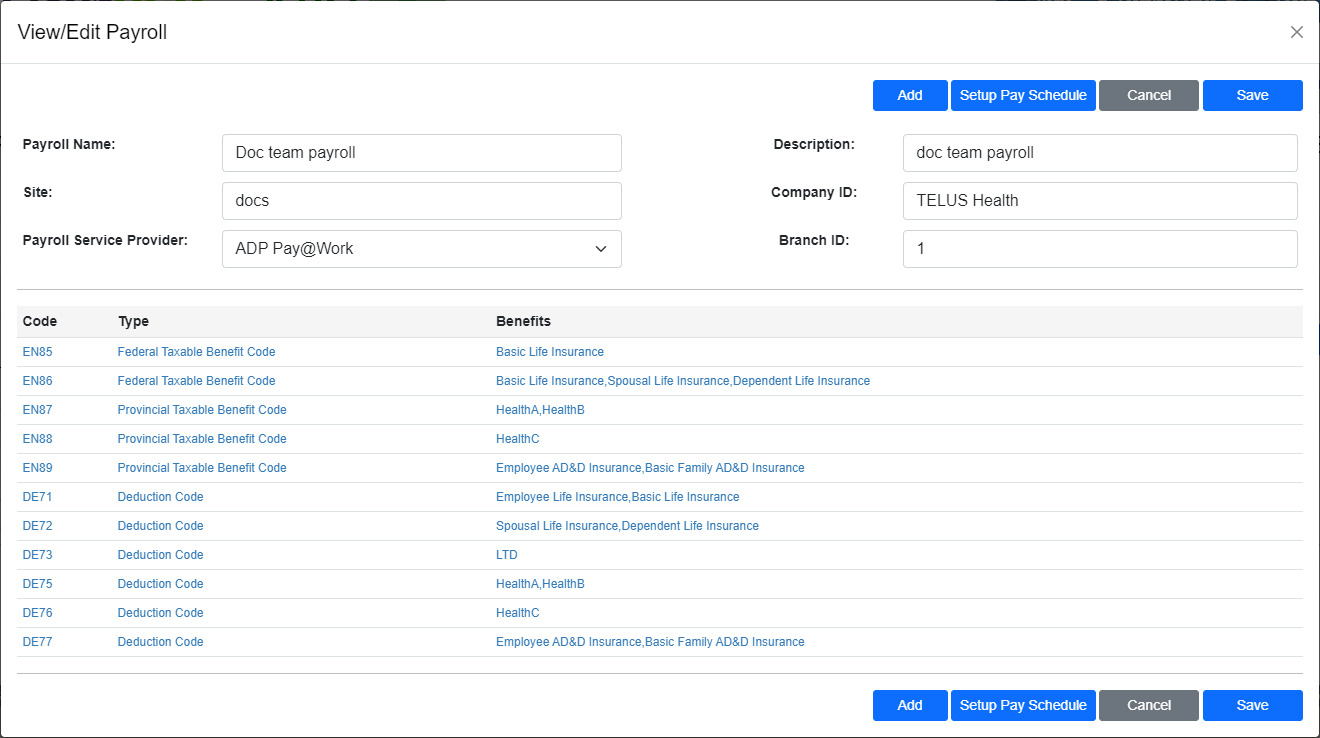 View/Edit Payroll
Add Setup Pay Schedule Cancel Save
Payroll Name: Doc team payroll Description: doc team payroll
Site: docs Company ID: TELUS Health
Payroll Service Provider: ADP Pay@Work Branch ID: 1
Code Type Benefits
EN85 Federal Taxable Benefit Code Basic Life Insurance
EN86 Federal Taxable Benefit Code Basic Life Insurance,Spousal Life Insurance,Dependent Life Insurance
EN87 Provincial Taxable Benefit Code HealthA,HealthB
EN88 Provincial Taxable Benefit Code HealthC
EN89 Provincial Taxable Benefit Code Employee AD&D Insurance,Basic Family AD&D Insurance
DE71 Deduction Code Employee Life Insurance,Basic Life Insurance
DE72 Deduction Code Spousal Life Insurance,Dependent Life Insurance
DE73 Deduction Code LTD
DE75 Deduction Code HealthA,HealthB
DE76 Deduction Code HealthC
DE77 Deduction Code Employee AD&D Insurance,Basic Family AD&D Insurance
Add Setup Pay Schedule Cancel Save